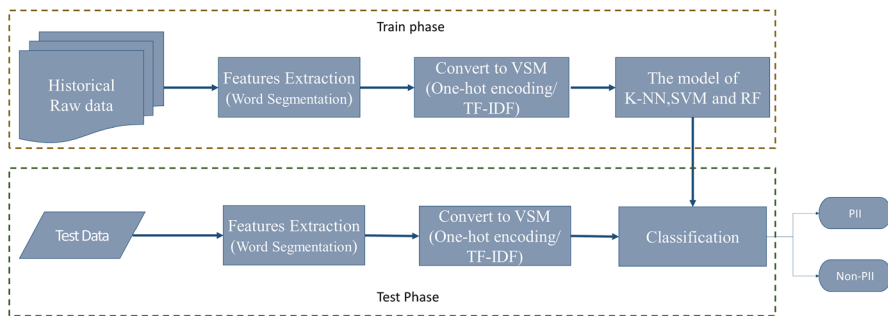 Train phase
Historical
Raw data
Features Extraction
(Word Segmentation)
Convert to VSM
(One-hot encoding/
TF-IDF)
The model of
K-NN,SVM and RF
Test Data
Features Extraction
(Word Segmentation)
Convert to VSM
(One-hot encoding/
TF-IDF)
Classification
PII
Non-PII
Test Phase